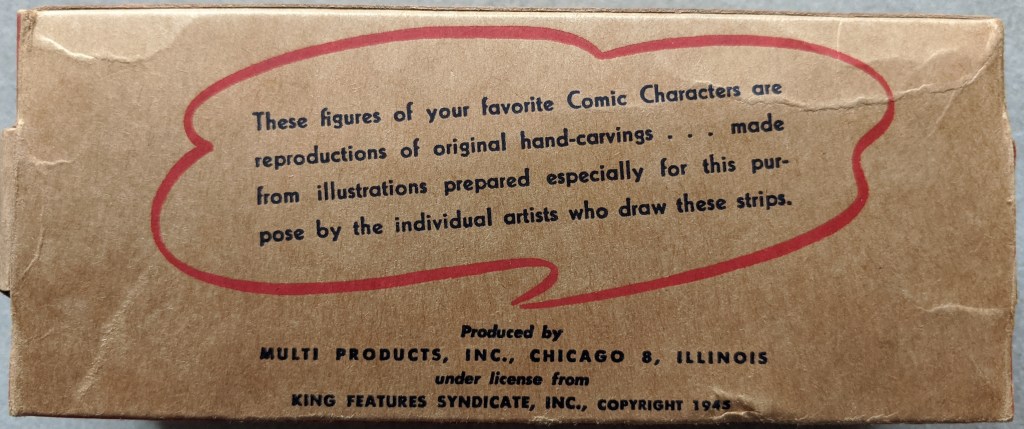 These figures of your favorite Comic Characters are
reproductions of original hand-carvings . . . made
from illustrations prepared especially for this pur-
pose by the individual artists who draw these strips.
Produced by
MULTI PRODUCTS, INC., CHICAGO 8, ILLINOIS
under license from
KING FEATURES SYNDICATE, INC., COPYRIGHT 1945